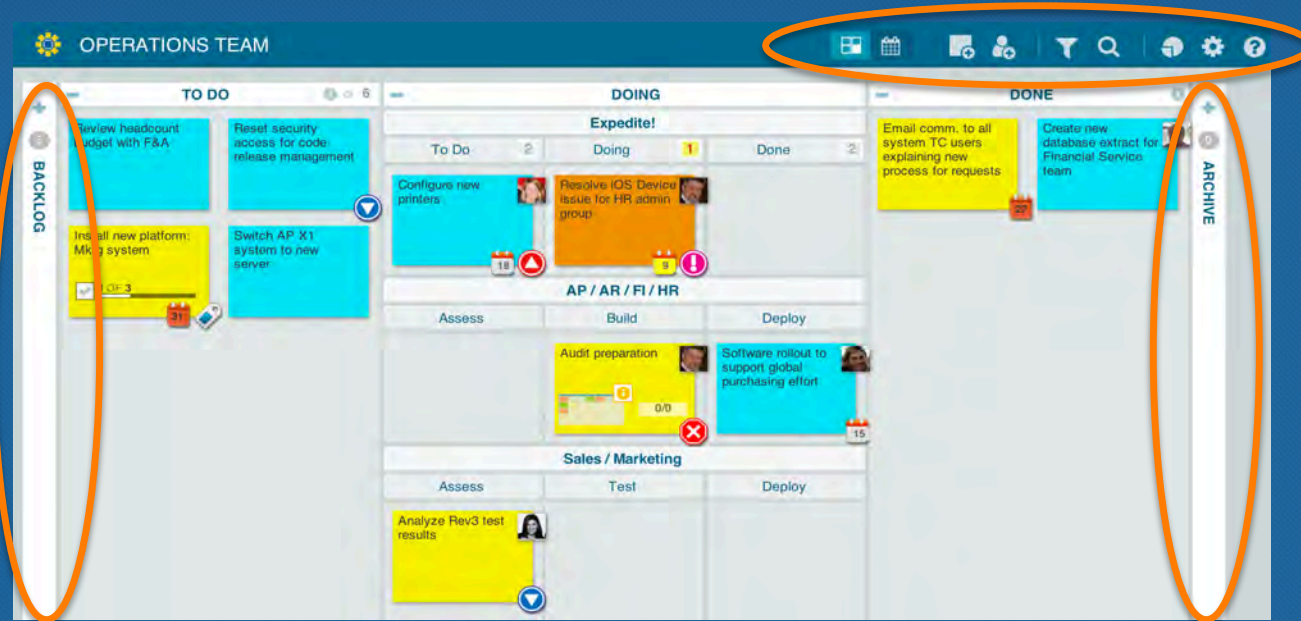 OPERATIONS TEAM
BACKLOG
TO DO
6
Review headcount
budget with F&A
Reset security
access for code
release management
Install new platform:
Mktg system
OF 3
31
Switch AP X1
system to new
server
DOING
Expedite!
To Do 2
Doing 1
Done 2
Configure new
printers
18
Resolve iOS Device
issue for HR admin
group
9
AP / AR / FI / HR
Assess
Build
Deploy
Audit preparation
0/0
Software rollout to
support global
purchasing effort
15
Sales / Marketing
Assess
Test
Deploy
Analyze Rev3 test
results
DONE
Email comm. to all
system TC users
explaining new
process for requests
27
Create new
database extract for
Financial Service
team
ARCHIVE